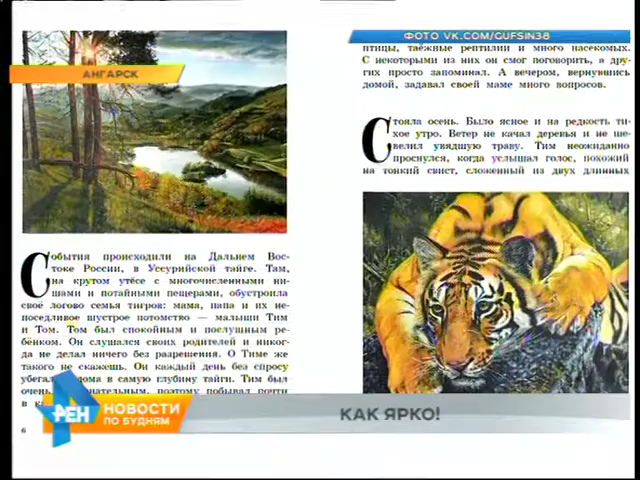 ФОТО VK.COM/GUFSIN38
АНГАРСК
События происходили на Дальнем Вос-
токе России, в Уссурийской тайге. Там,
на крутом утёсе с многочисленными ни-
шами и потайными пещерами, обустроила
своё логово семья тигров: мама, папа и их не-
поседливое шустрое потомство — малыши Тим
и Том. Том был спокойным и послушным ре-
бёнком. Он слушался своих родителей и никог-
да не делал ничего без разрешения. О Тиме же
такого не скажешь. Он каждый день без спросу
убегал дома в самую глубину тайги. Тим был
очень поэтому побывал почти
в
6
птицы, таёжные рептилии и много насекомых.
С некоторыми из них он смог поговорить, а дру-
гих просто запоминал. А вечером, вернувшись
домой, задавал своей маме много вопросов.
Стояла осень. Было ясное и на редкость ти-
хое утро. Ветер не качал деревья и не ше-
велил увядшую траву. Тим неожиданно
проснулся, когда услышал голос, похожий
на тонкий свист, сложенный из двух длинных
РЕН
НОВОСТИ
ПО БУДНЯМ
КАК ЯРКО!